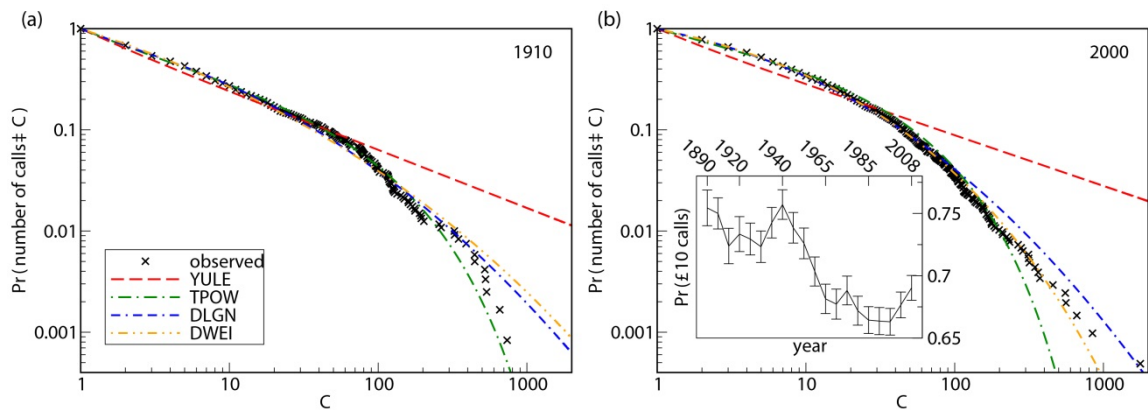 (a)
1910
Pr (number of calls‡ C)
1
0.1
0.01
0.001
observed
YULE
TPOW
DLGN
DWEI
1 10 100 1000
C
(b)
2000
Pr (number of calls‡ C)
1
0.1
0.01
0.001
1890 1920 1940 1965 1985 2008
Pr (£ 10 calls)
0.75
0.7
0.65
year
1 10 100 1000
C